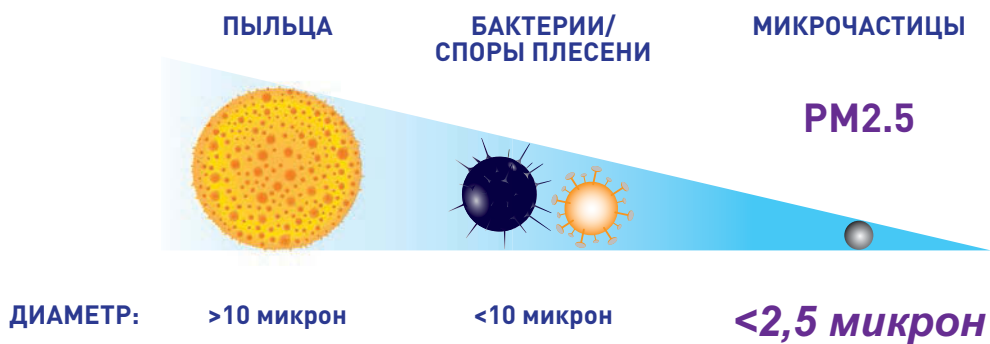 ПЫЛЬЦА
БАКТЕРИИ/
СПОРЫ ПЛЕСЕНИ
МИКРОЧАСТИЦЫ
PM2.5
ДИАМЕТР: >10 микрон <10 микрон <2,5 микрон